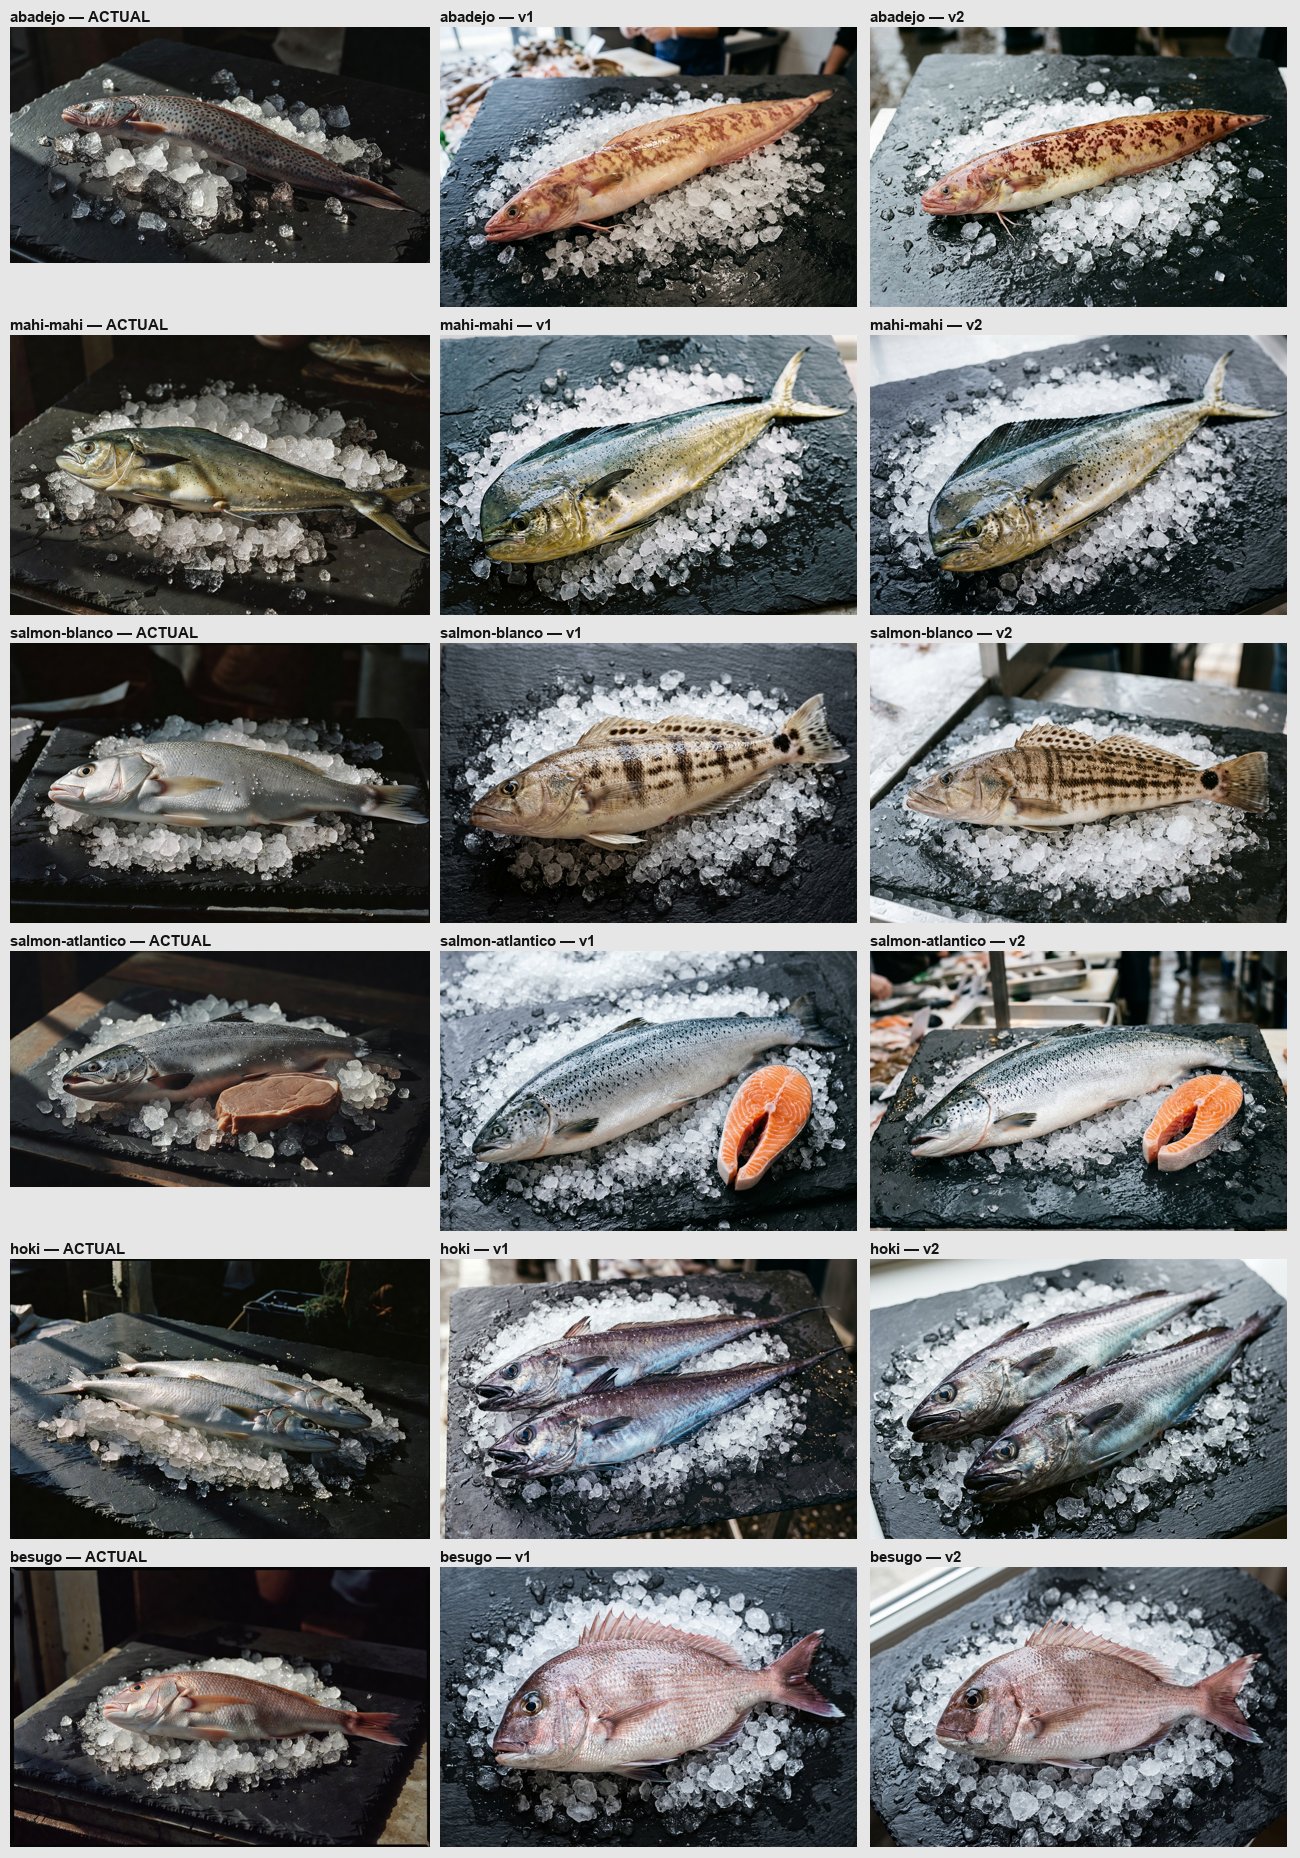 abadejo — ACTUAL
abadejo — v1
abadejo — v2
mahi-mahi — ACTUAL
mahi-mahi — v1
mahi-mahi — v2
salmon-blanco — ACTUAL
salmon-blanco — v1
salmon-blanco — v2
salmon-atlantico — ACTUAL
salmon-atlantico — v1
salmon-atlantico — v2
hoki — ACTUAL
hoki — v1
hoki — v2
besugo — ACTUAL
besugo — v1
besugo — v2